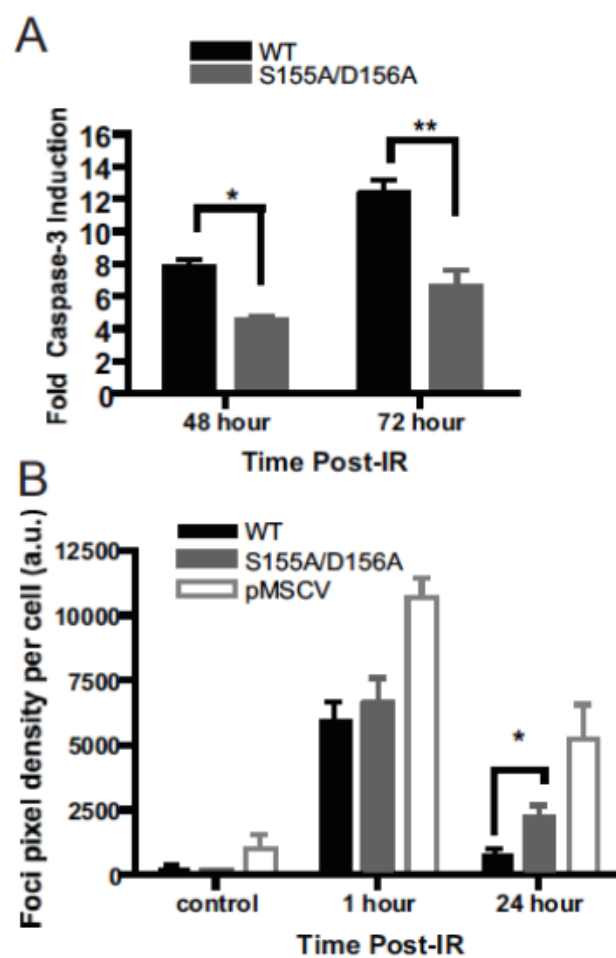 A
WT
S155A/D156A
Fold Caspase-3 Induction
16
14
12
10
8
6
4
2
0
*
**
48 hour
72 hour
Time Post-IR
B
WT
S155A/D156A
pMSCV
Foci pixel density per cell (a.u.)
12500
10000
7500
5000
2500
0
*
control
1 hour
24 hour
Time Post-IR